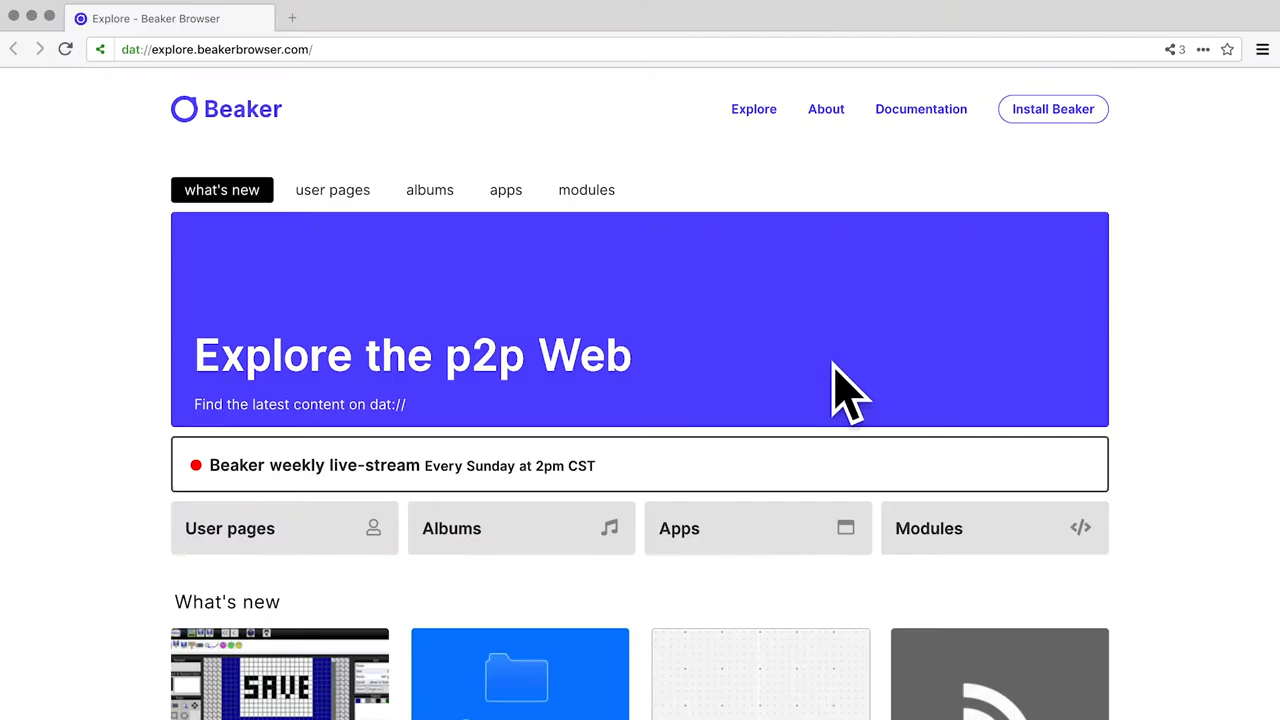 Explore - Beaker Browser
dat://explore.beakerbrowser.com/
3
Beaker
Explore About Documentation Install Beaker
what's new user pages albums apps modules
Explore the p2p Web
Find the latest content on dat://
Beaker weekly live-stream Every Sunday at 2pm CST
User pages Albums Apps Modules
What's new
SAVE